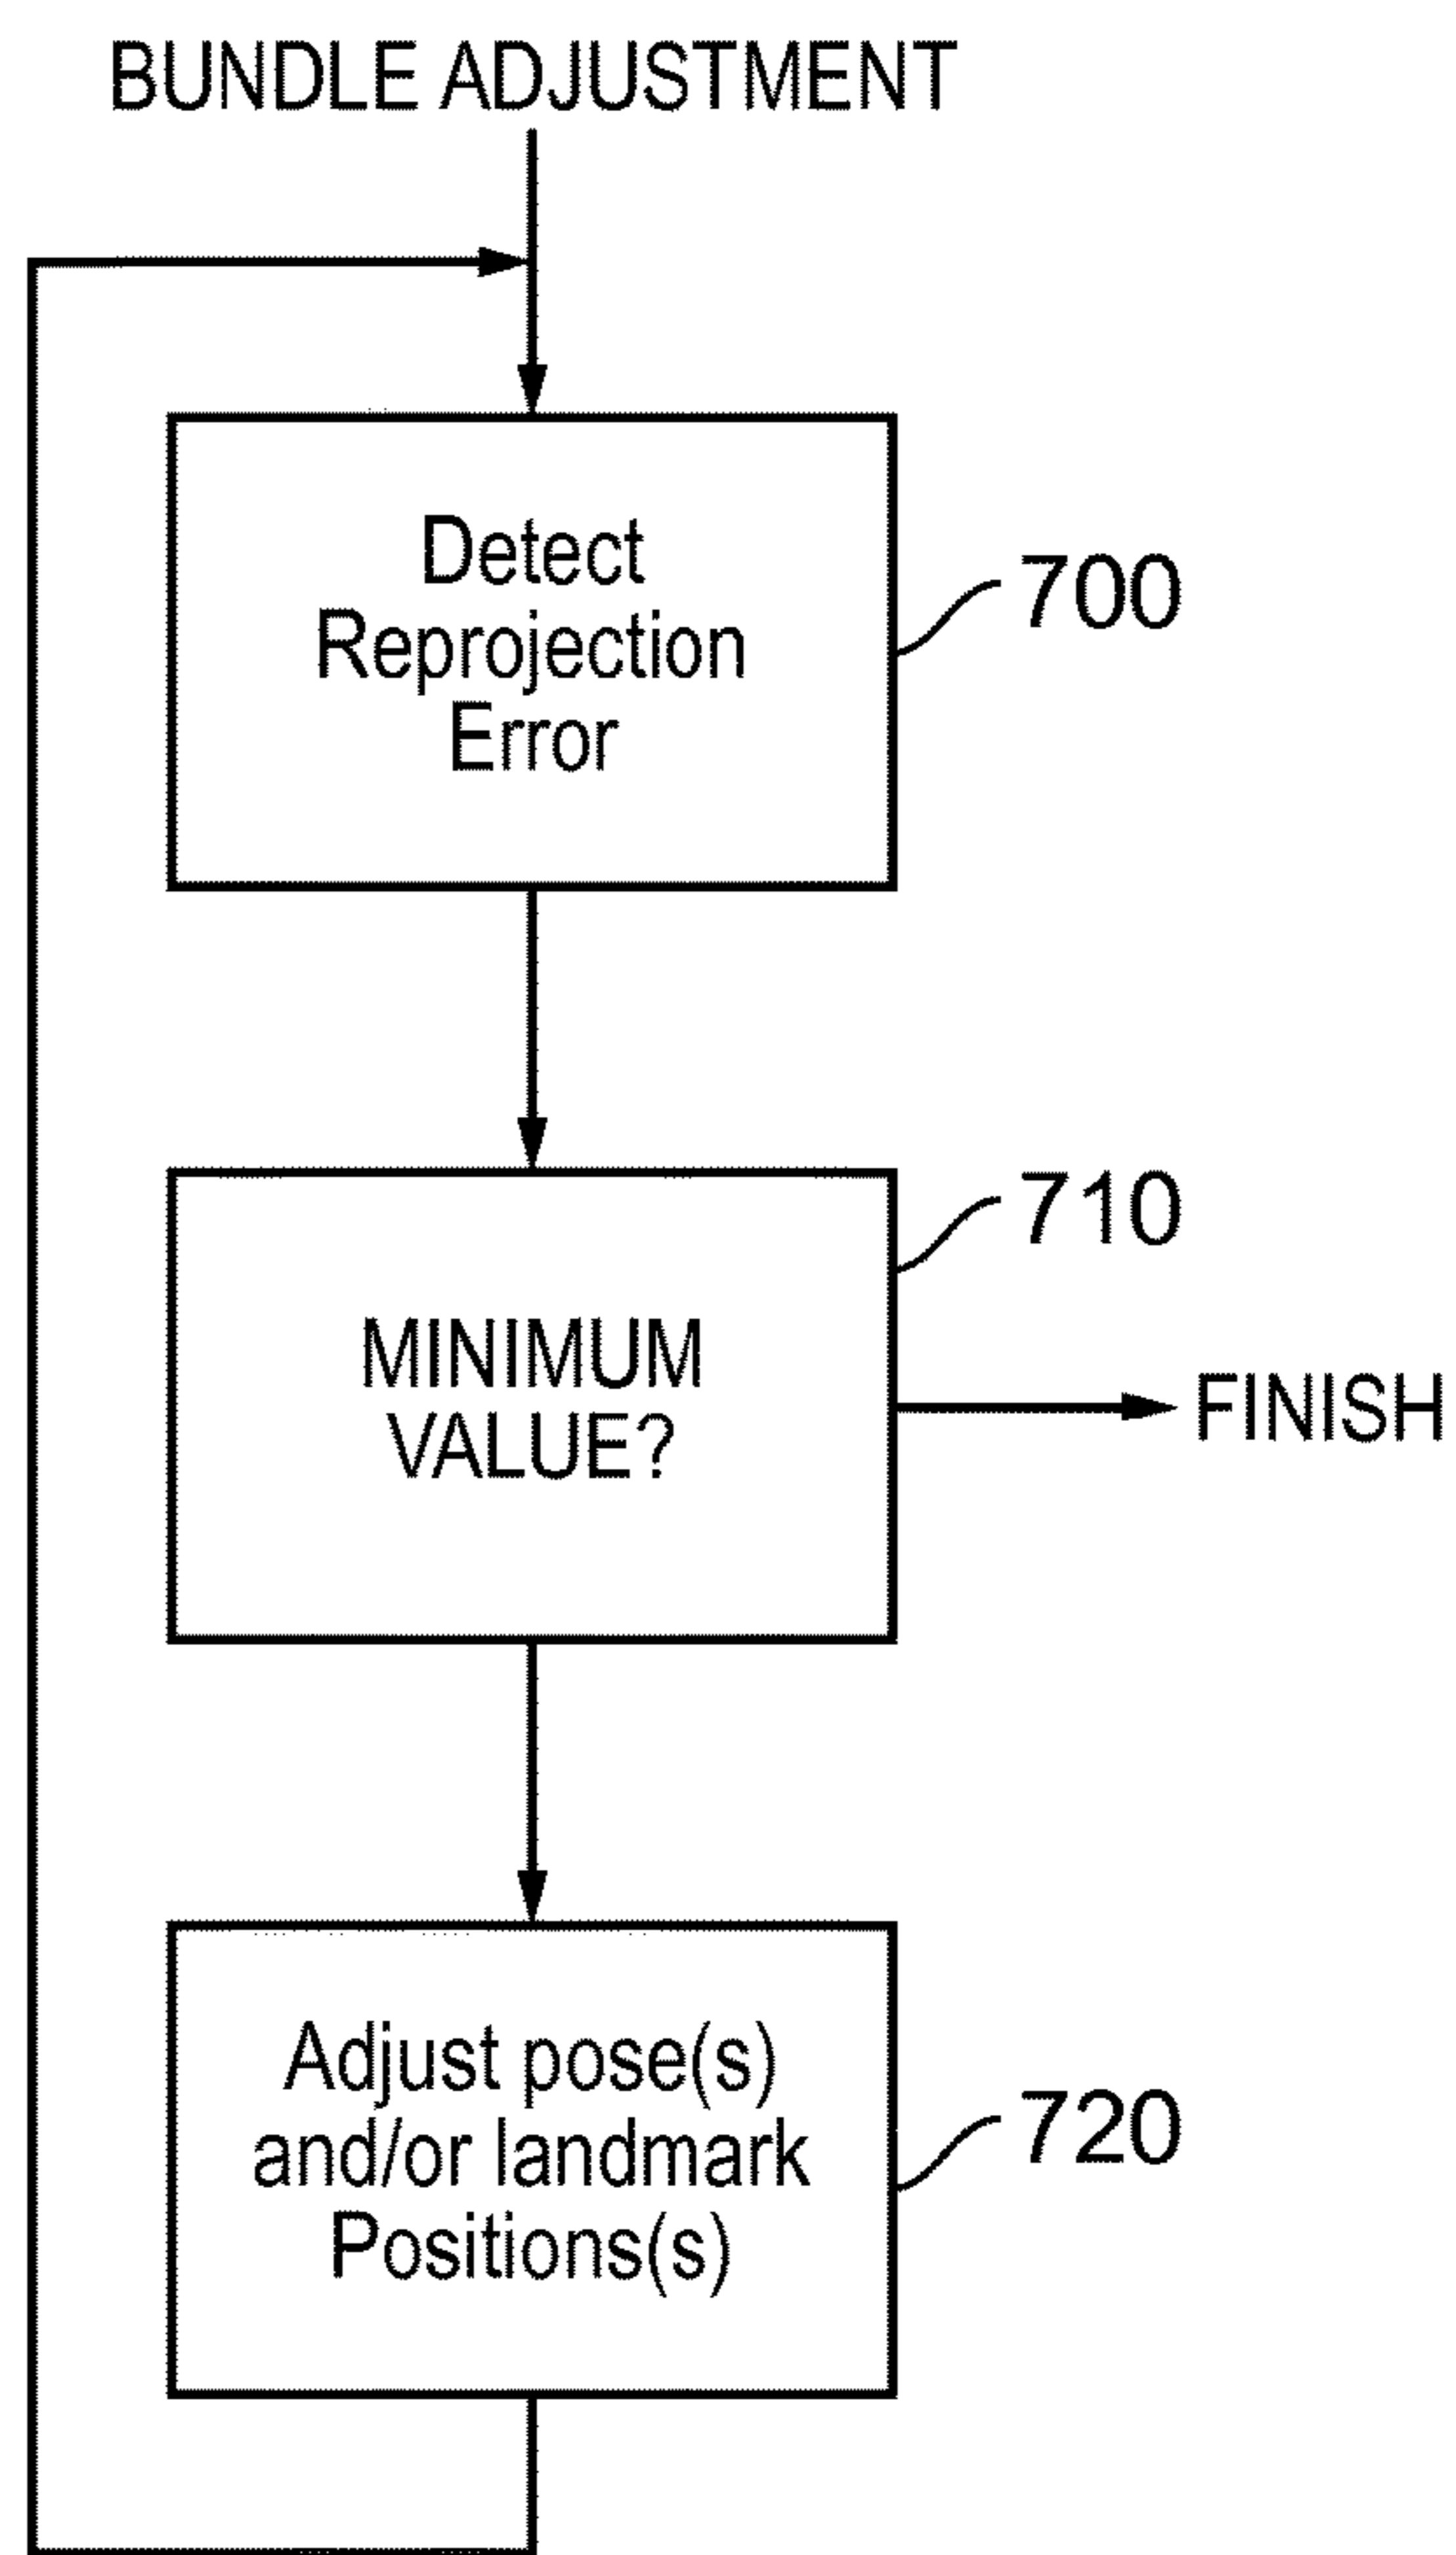 BUNDLE ADJUSTMENT
Detect
Reprojection
Error
700
710
MINIMUM
VALUE?
FINISH
Adjust pose(s)
and/or landmark
Positions(s)
720